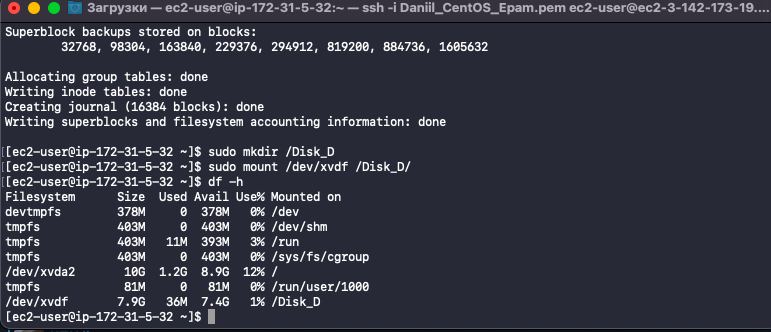 Загрузки — ec2-user@ip-172-31-5-32:~ — ssh -i Daniil_CentOS_Epam.pem ec2-user@ec2-3-142-173-19....
Superblock backups stored on blocks:
        32768, 98304, 163840, 229376, 294912, 819200, 884736, 1605632

Allocating group tables: done
Writing inode tables: done
Creating journal (16384 blocks): done
Writing superblocks and filesystem accounting information: done

[[ec2-user@ip-172-31-5-32 ~]$ sudo mkdir /Disk_D
[[ec2-user@ip-172-31-5-32 ~]$ sudo mount /dev/xvdf /Disk_D/
[[ec2-user@ip-172-31-5-32 ~]$ df -h
Filesystem      Size  Used Avail Use% Mounted on
devtmpfs        378M     0  378M   0% /dev
tmpfs           403M     0  403M   0% /dev/shm
tmpfs           403M   11M  393M   3% /run
tmpfs           403M     0  403M   0% /sys/fs/cgroup
/dev/xvda2       10G  1.2G  8.9G  12% /
tmpfs            81M     0   81M   0% /run/user/1000
/dev/xvdf       7.9G   36M  7.4G   1% /Disk_D
[ec2-user@ip-172-31-5-32 ~]$